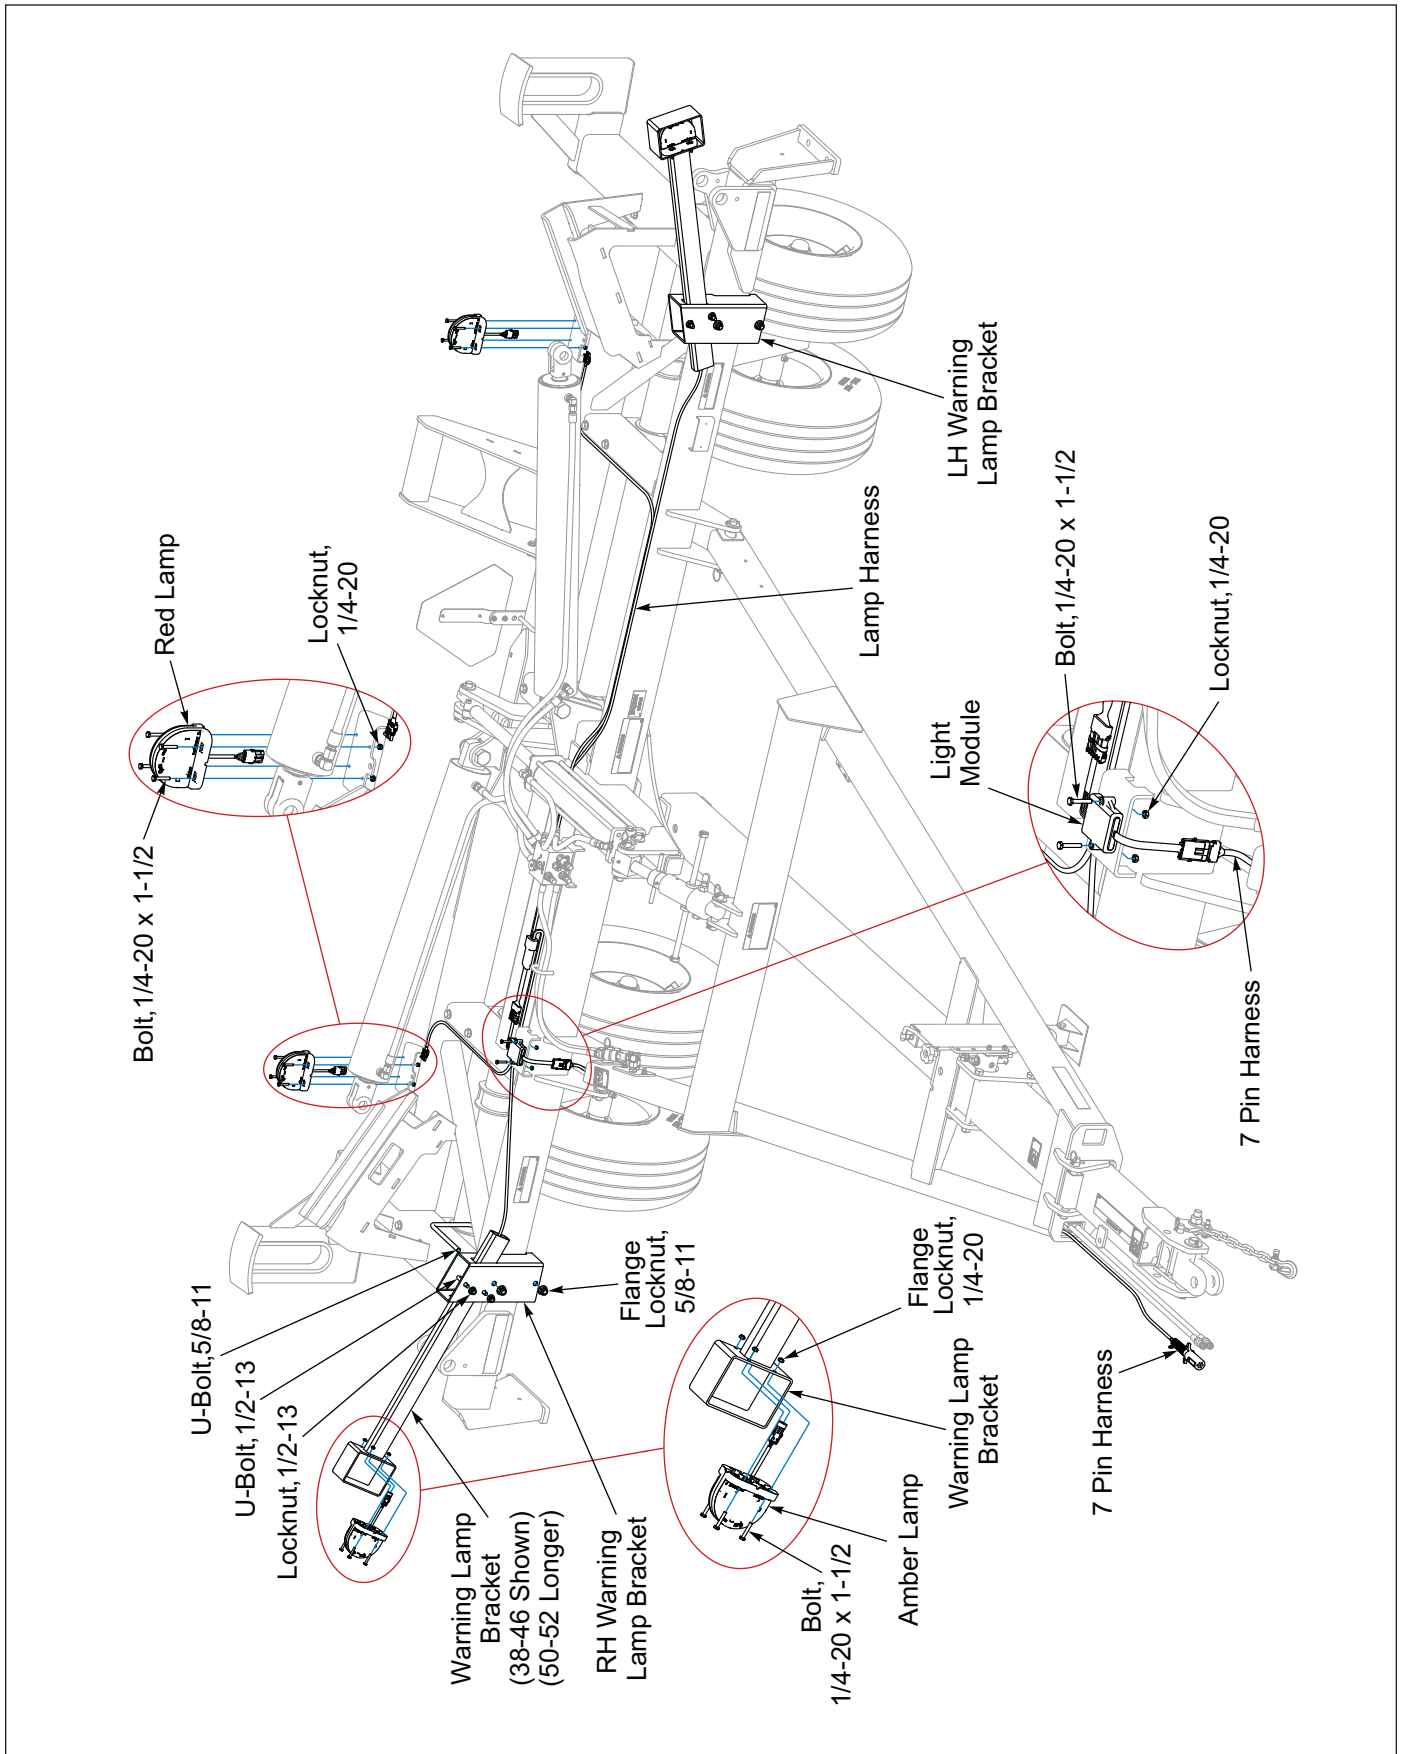 Bolt,1/4-20 x 1-1/2
Red Lamp
Locknut,
1/4-20
U-Bolt,5/8-11
U-Bolt,1/2-13
Locknut,1/2-13
Warning Lamp
Bracket
(38-46 Shown)
(50-52 Longer)
RH Warning
Lamp Bracket
Flange
Locknut,
5/8-11
Bolt,
1/4-20 x 1-1/2
Amber Lamp
Warning Lamp
Bracket
Flange
Locknut,
1/4-20
7 Pin Harness
7 Pin Harness
Light
Module
Bolt,1/4-20 x 1-1/2
Locknut,1/4-20
Lamp Harness
LH Warning
Lamp Bracket